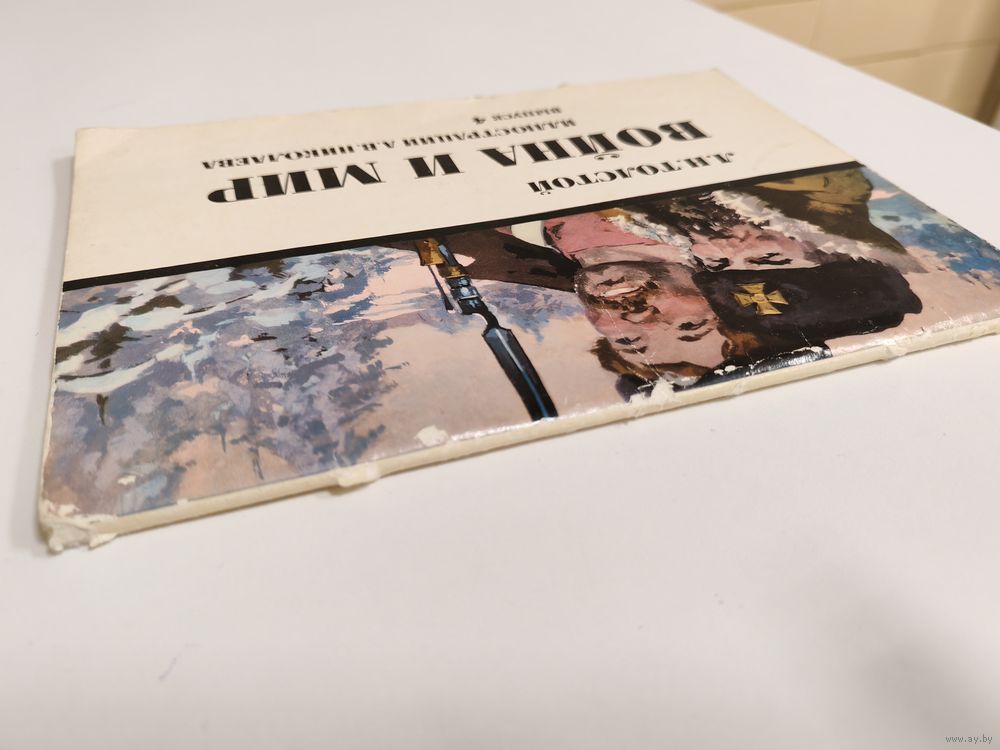 Л.Н.ТОЛСТОЙ
ВОЙНА И МИР
ИЛЛЮСТРАЦИИ А.В.НИКОЛАЕВА
ВЫПУСК 4
www.ay.by